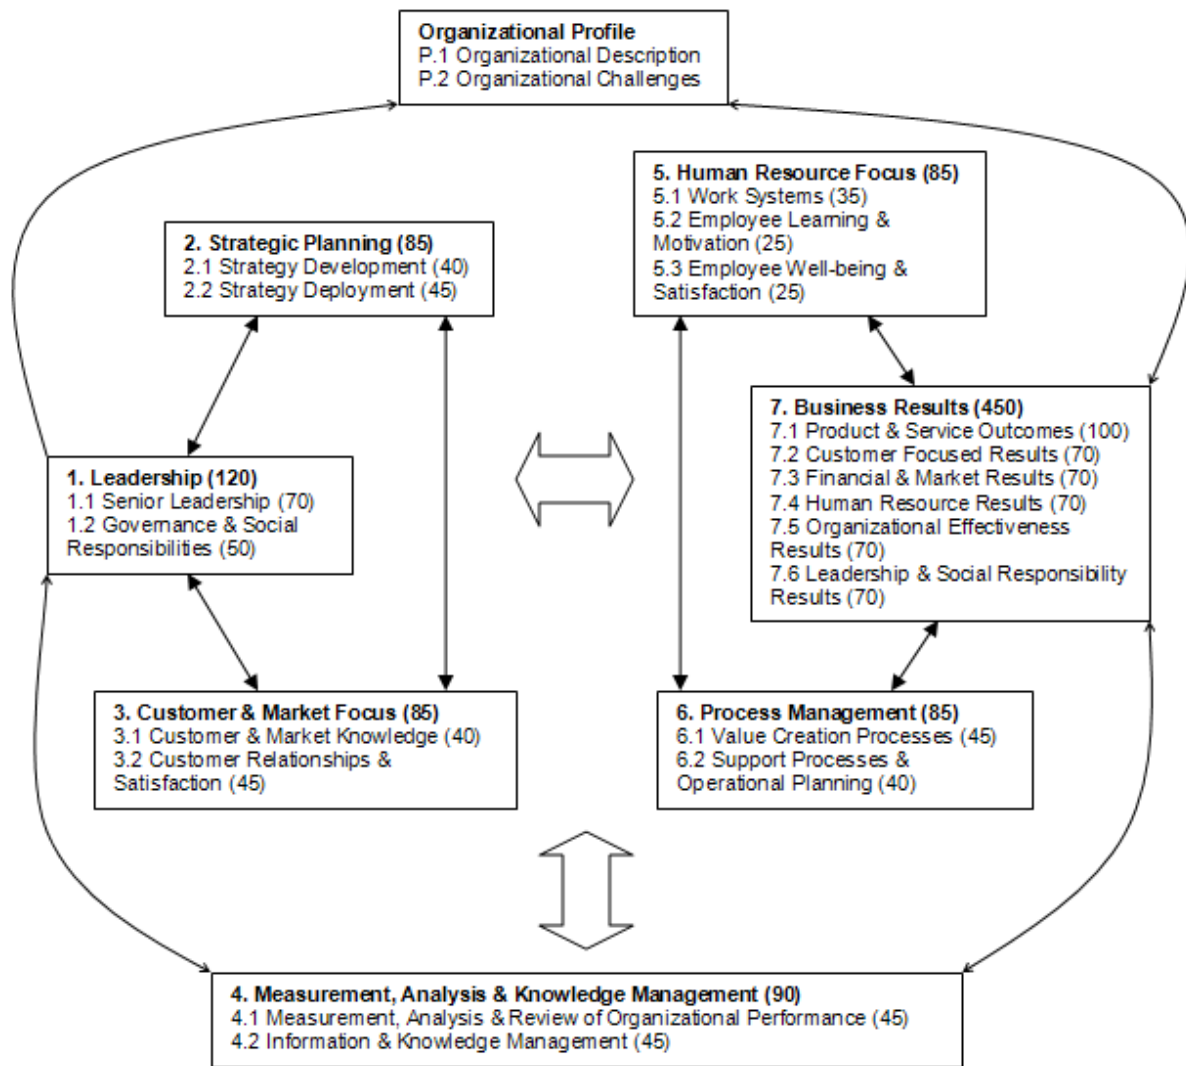 Organizational Profile
P.1 Organizational Description
P.2 Organizational Challenges
5. Human Resource Focus (85)
5.1 Work Systems (35)
5.2 Employee Learning &
Motivation (25)
5.3 Employee Well-being &
Satisfaction (25)
2. Strategic Planning (85)
2.1 Strategy Development (40)
2.2 Strategy Deployment (45)
7. Business Results (450)
7.1 Product & Service Outcomes (100)
7.2 Customer Focused Results (70)
7.3 Financial & Market Results (70)
7.4 Human Resource Results (70)
7.5 Organizational Effectiveness
Results (70)
7.6 Leadership & Social Responsibility
Results (70)
1. Leadership (120)
1.1 Senior Leadership (70)
1.2 Governance & Social
Responsibilities (50)
3. Customer & Market Focus (85)
3.1 Customer & Market Knowledge (40)
3.2 Customer Relationships &
Satisfaction (45)
6. Process Management (85)
6.1 Value Creation Processes (45)
6.2 Support Processes &
Operational Planning (40)
4. Measurement, Analysis & Knowledge Management (90)
4.1 Measurement, Analysis & Review of Organizational Performance (45)
4.2 Information & Knowledge Management (45)